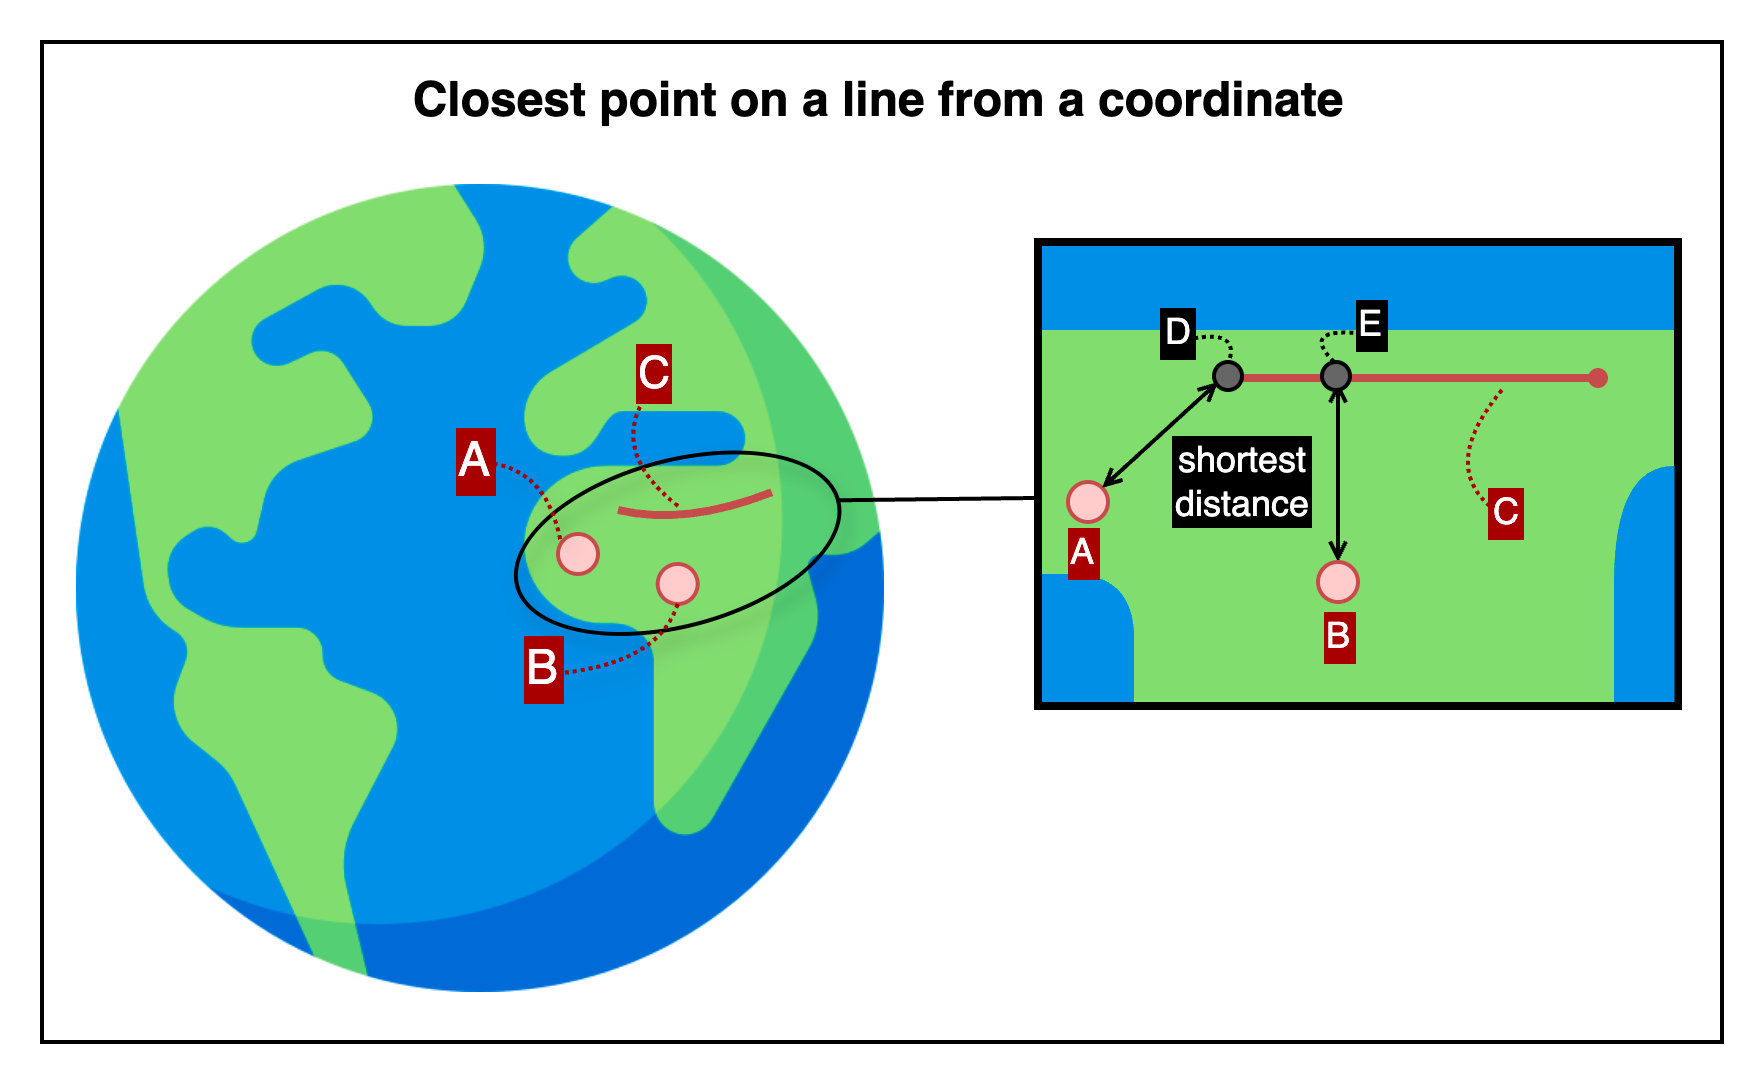 Closest point on a line from a coordinate
C
A
B
D
E
shortest
distance
C
A
B